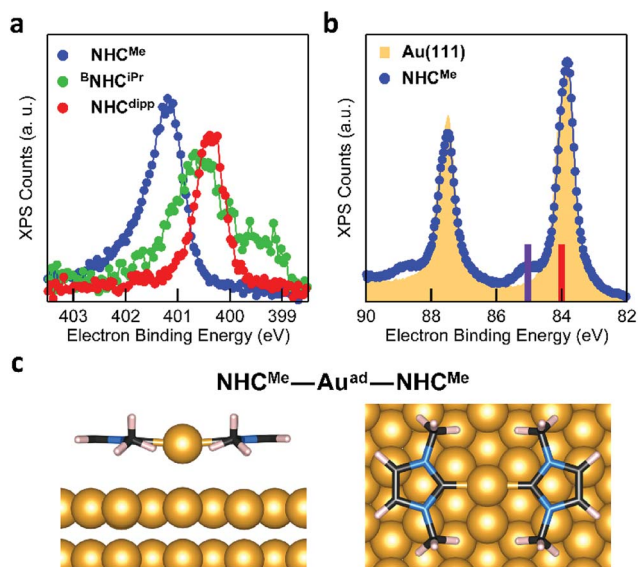 a
NHC^Me
^BNHC^iPr
NHC^dipp
XPS Counts (a. u.)
403 402 401 400 399
Electron Binding Energy (eV)
b
Au(111)
NHC^Me
XPS Counts (a.u.)
90 88 86 84 82
Electron Binding Energy (eV)
c
NHC^Me—Au^ad—NHC^Me